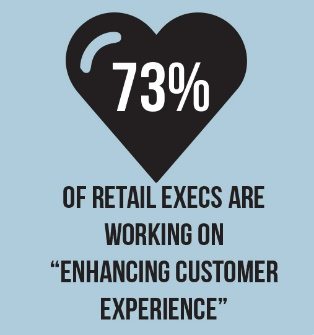 73%
OF RETAIL EXECS ARE
WORKING ON
“ENHANCING CUSTOMER
EXPERIENCE”